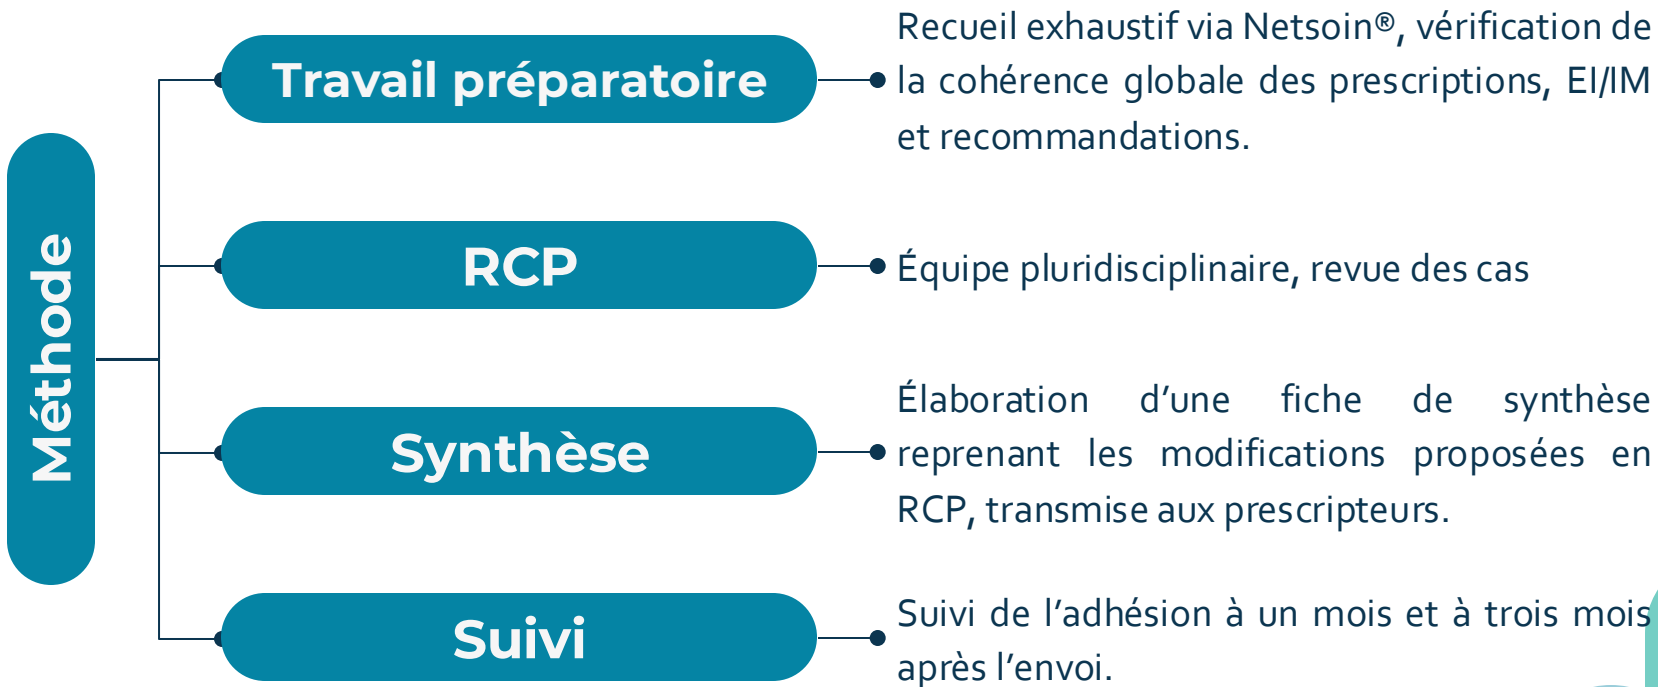 Méthode
Travail préparatoire
Recueil exhaustif via Netsoin®, vérification de
la cohérence globale des prescriptions, EI/IM
et recommandations.
RCP
Équipe pluridisciplinaire, revue des cas
Synthèse
Élaboration d’une fiche de synthèse
reprenant les modifications proposées en
RCP, transmise aux prescripteurs.
Suivi
Suivi de l’adhésion à un mois et à trois mois
après l’envoi.